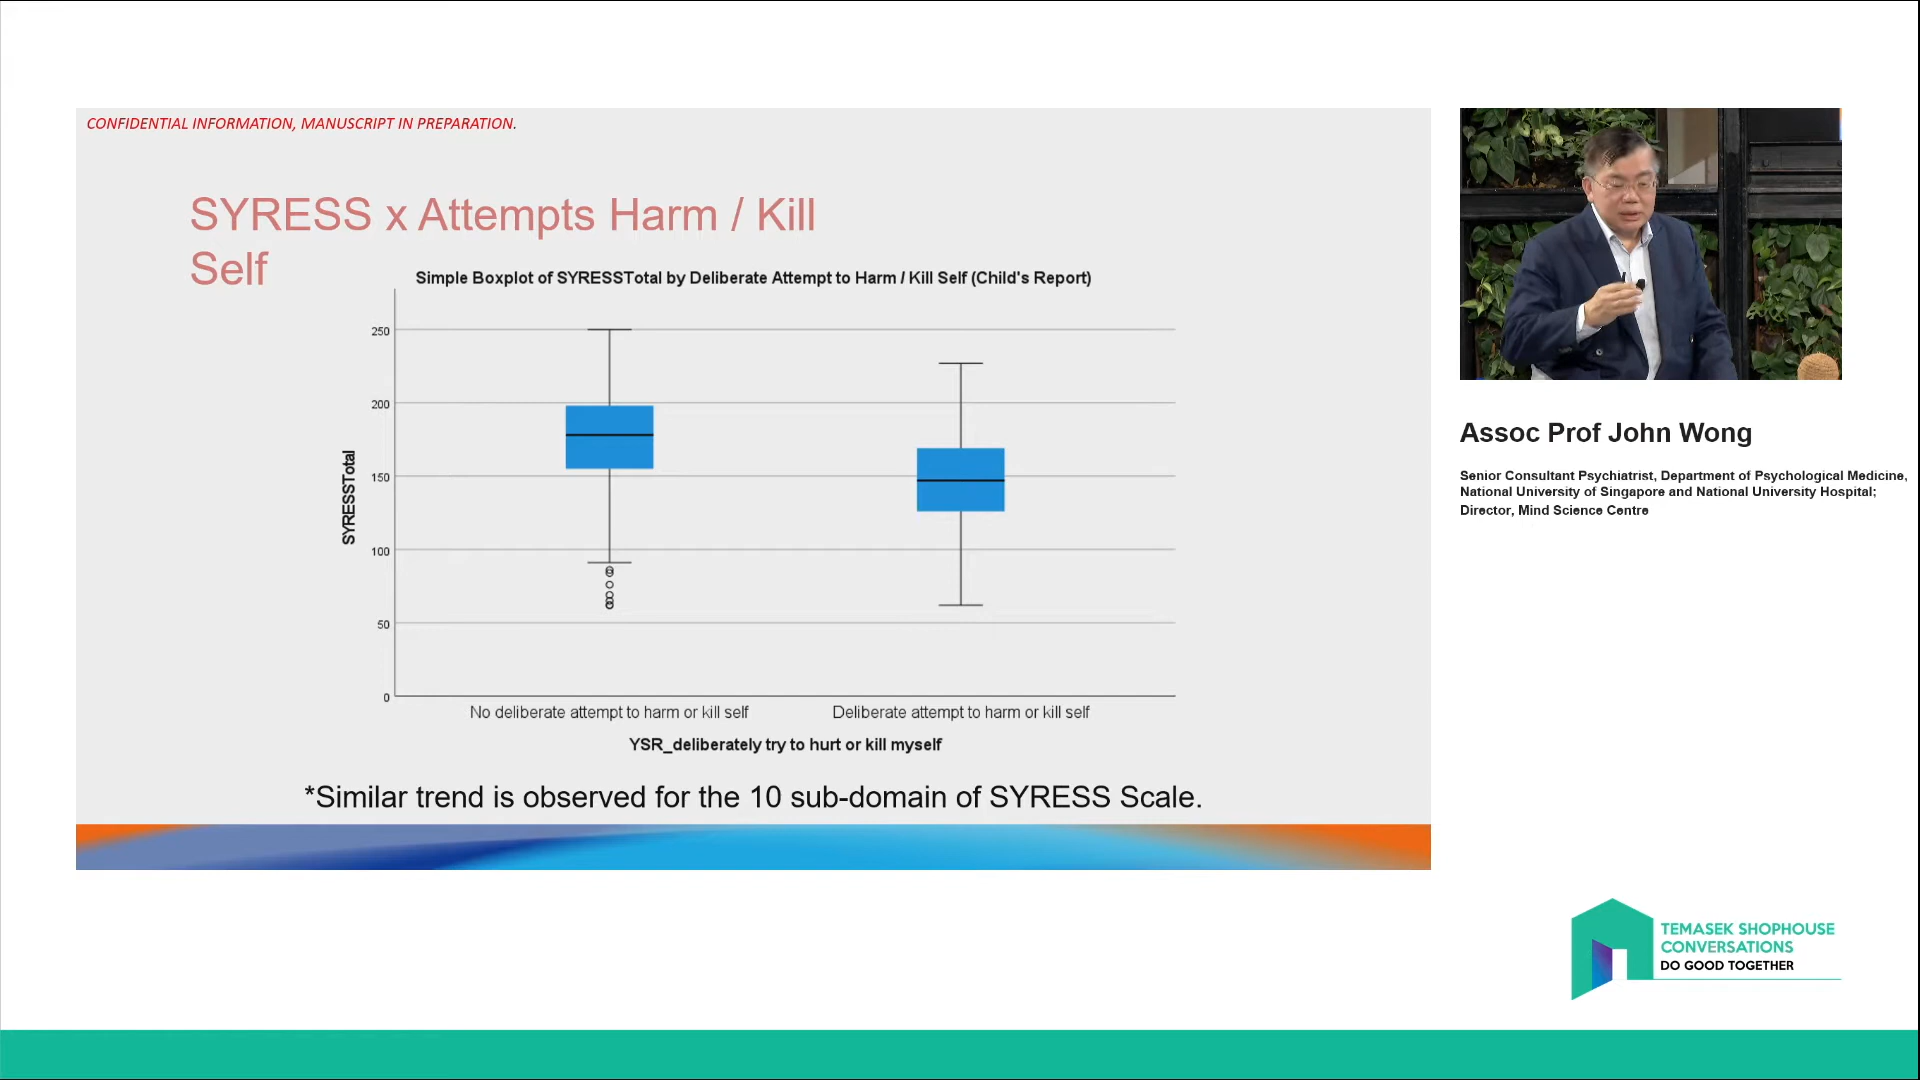 CONFIDENTIAL INFORMATION, MANUSCRIPT IN PREPARATION.
SYRESS x Attempts Harm / Kill
Self
Simple Boxplot of SYRESSTotal by Deliberate Attempt to Harm / Kill Self (Child's Report)
SYRESSTotal
250
200
150
100
50
0
No deliberate attempt to harm or kill self
Deliberate attempt to harm or kill self
YSR_deliberately try to hurt or kill myself
*Similar trend is observed for the 10 sub-domain of SYRESS Scale.
Assoc Prof John Wong
Senior Consultant Psychiatrist, Department of Psychological Medicine,
National University of Singapore and National University Hospital;
Director, Mind Science Centre
TEMASEK SHOPHOUSE
CONVERSATIONS
DO GOOD TOGETHER